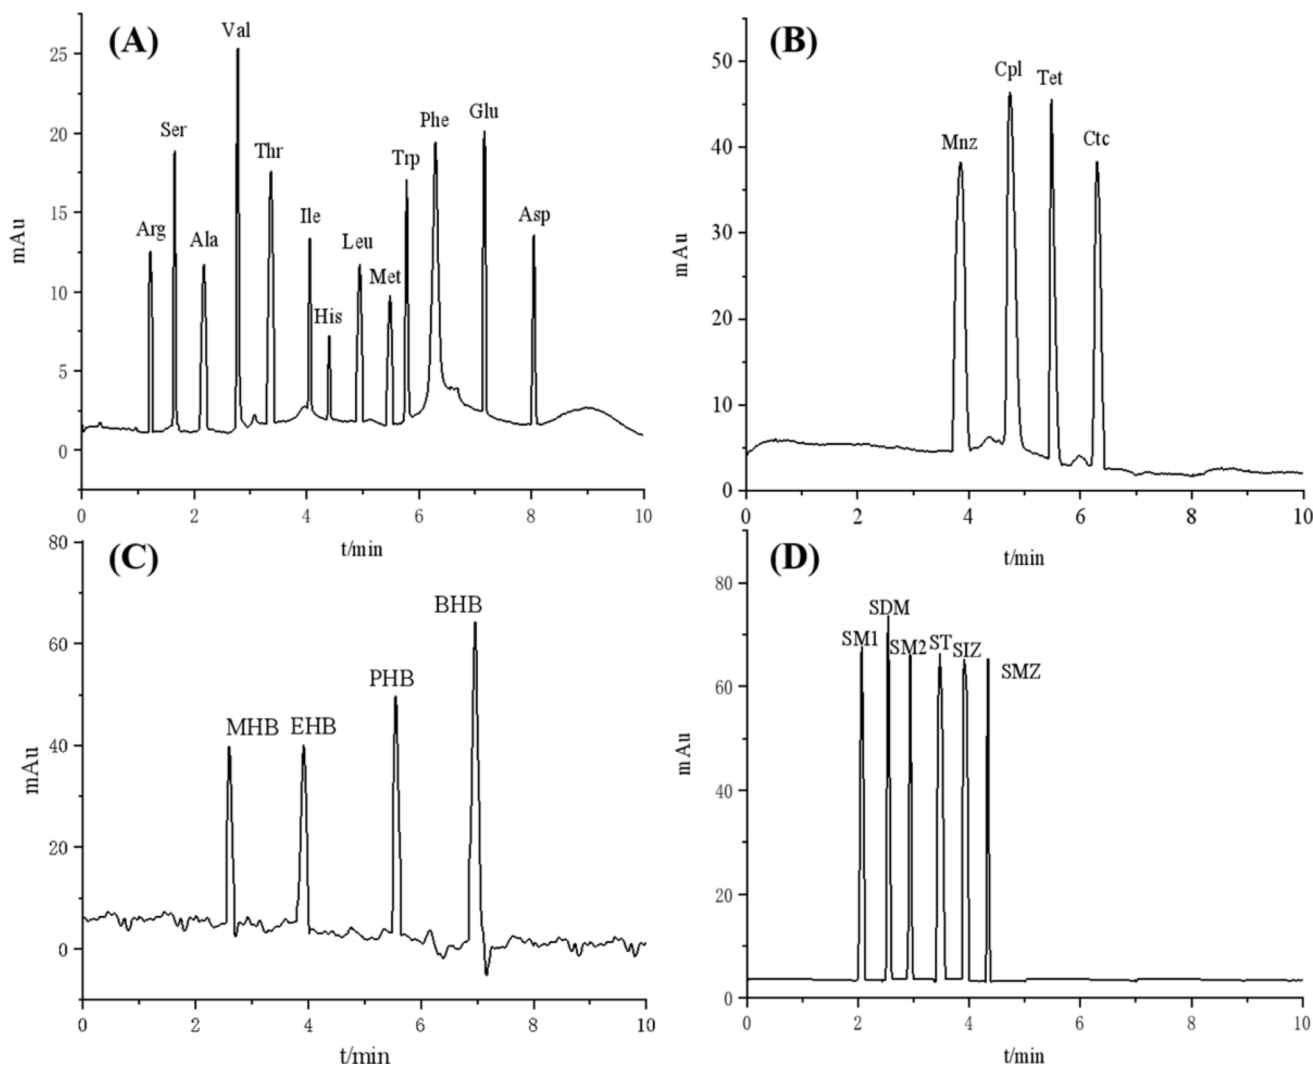 (A)
Val
Ser
Thr
Arg
Ala
Ile
His
Leu
Met
Trp
Phe
Glu
Asp
mAu
25
20
15
10
5
0
0 2 4 6 8 10
t/min
(B)
Cpl
Tet
Mnz
Ctc
mAu
50
40
30
20
10
0
0 2 4 6 8 10
t/min
(C)
BHB
PHB
MHB EHB
mAu
80
60
40
20
0
0 2 4 6 8 10
t/min
(D)
SDM
SM1 SM2 ST SIZ
SMZ
mAu
80
60
40
20
0
0 2 4 6 8 10
t/min